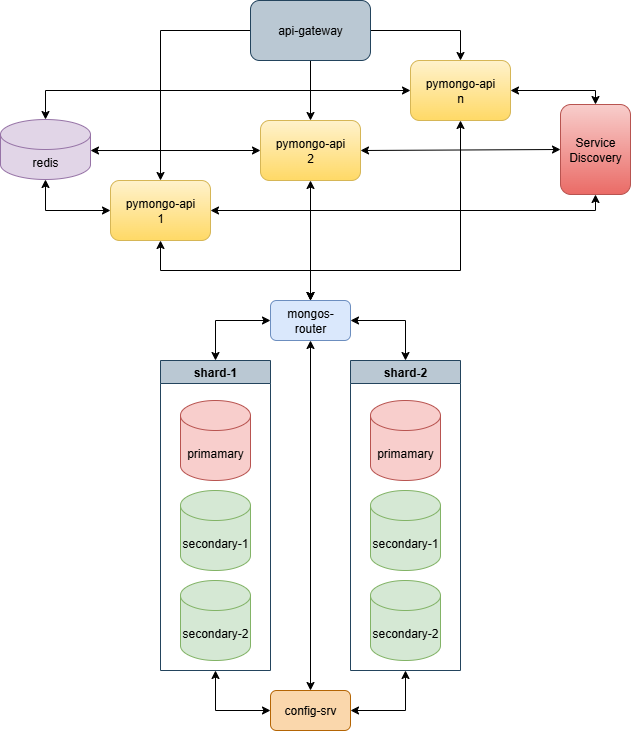 api-gateway
pymongo-api
n
Service
Discovery
pymongo-api
2
redis
pymongo-api
1
mongos-
router
shard-1
shard-2
primamary
primamary
secondary-1
secondary-1
secondary-2
secondary-2
config-srv